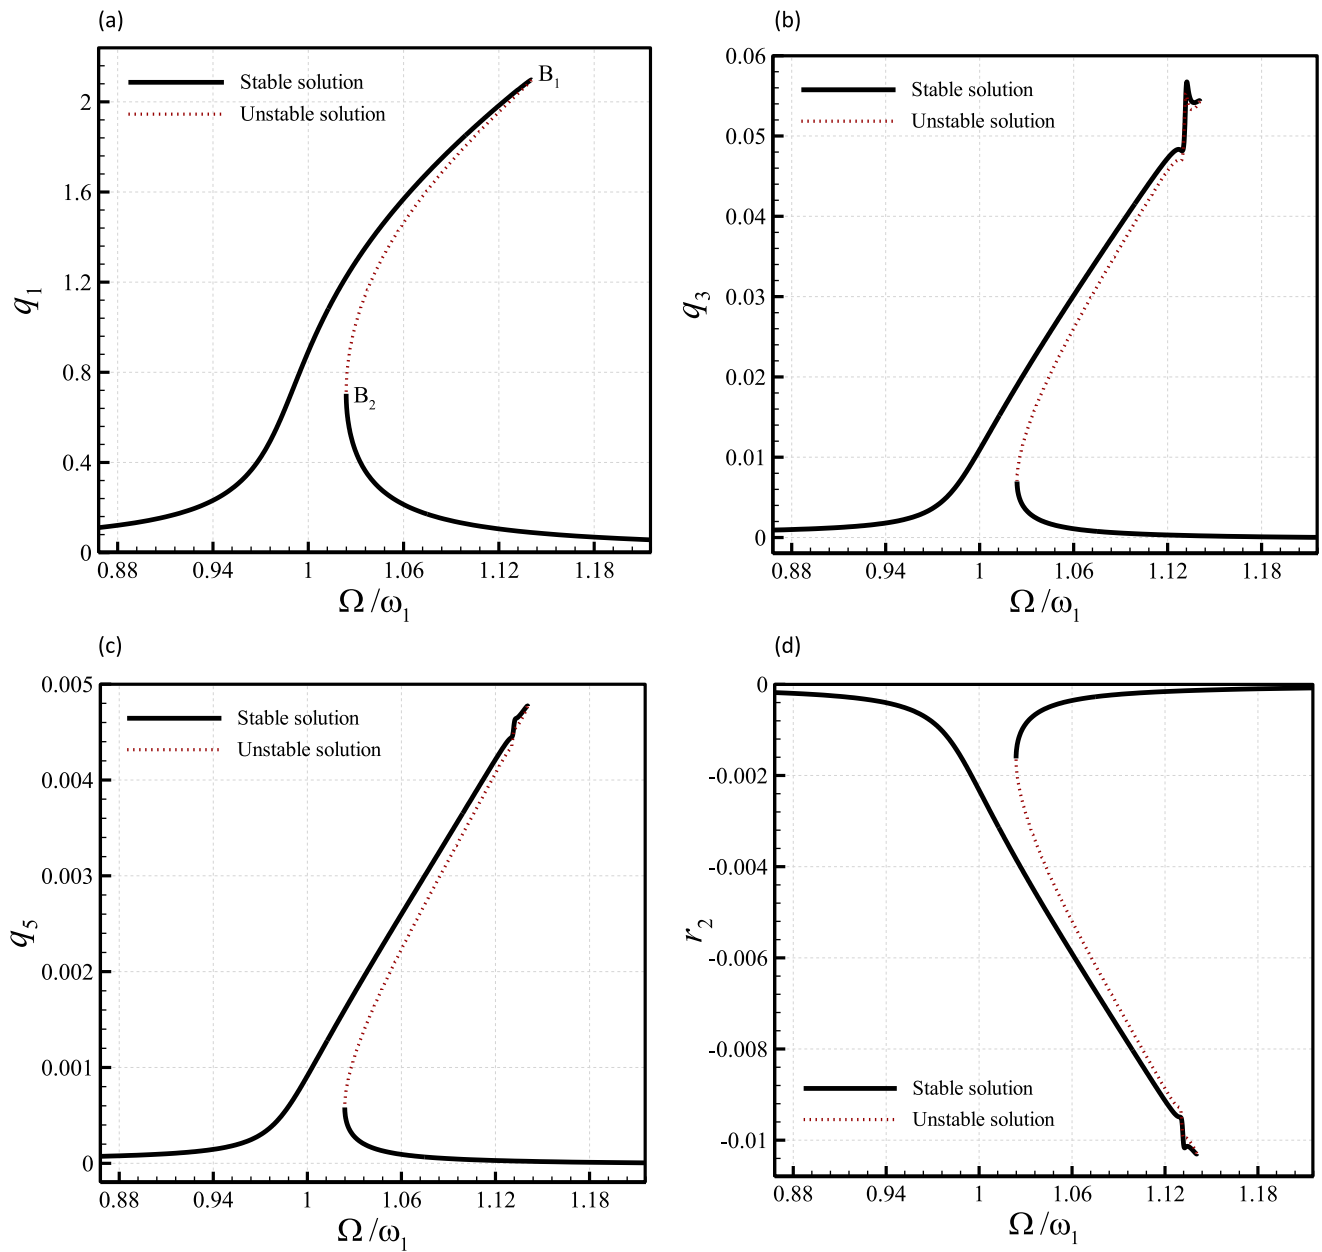 (a)
Stable solution
Unstable solution
B1
B2
2
1.6
1.2
0.8
0.4
0
q1
0.88 0.94 1 1.06 1.12 1.18
Ω/ω1
(b)
Stable solution
Unstable solution
0.06
0.05
0.04
0.03
0.02
0.01
0
q3
0.88 0.94 1 1.06 1.12 1.18
Ω/ω1
(c)
Stable solution
Unstable solution
0.005
0.004
0.003
0.002
0.001
0
q5
0.88 0.94 1 1.06 1.12 1.18
Ω/ω1
(d)
0
-0.002
-0.004
-0.006
-0.008
-0.01
r2
Stable solution
Unstable solution
0.88 0.94 1 1.06 1.12 1.18
Ω/ω1